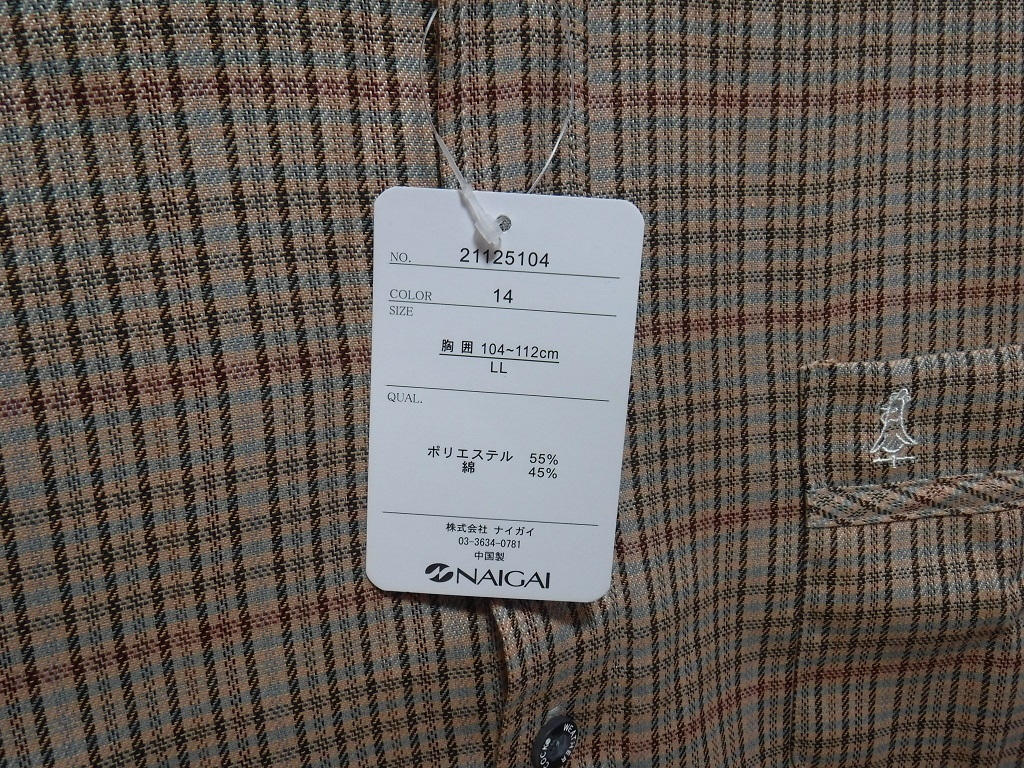 NO. 21125104
COLOR 14
SIZE
胸囲 104~112cm
LL
QUAL.
ポリエステル 55%
綿 45%
株式会社 ナイガイ
03-3634-0781
中国製
NAIGAI